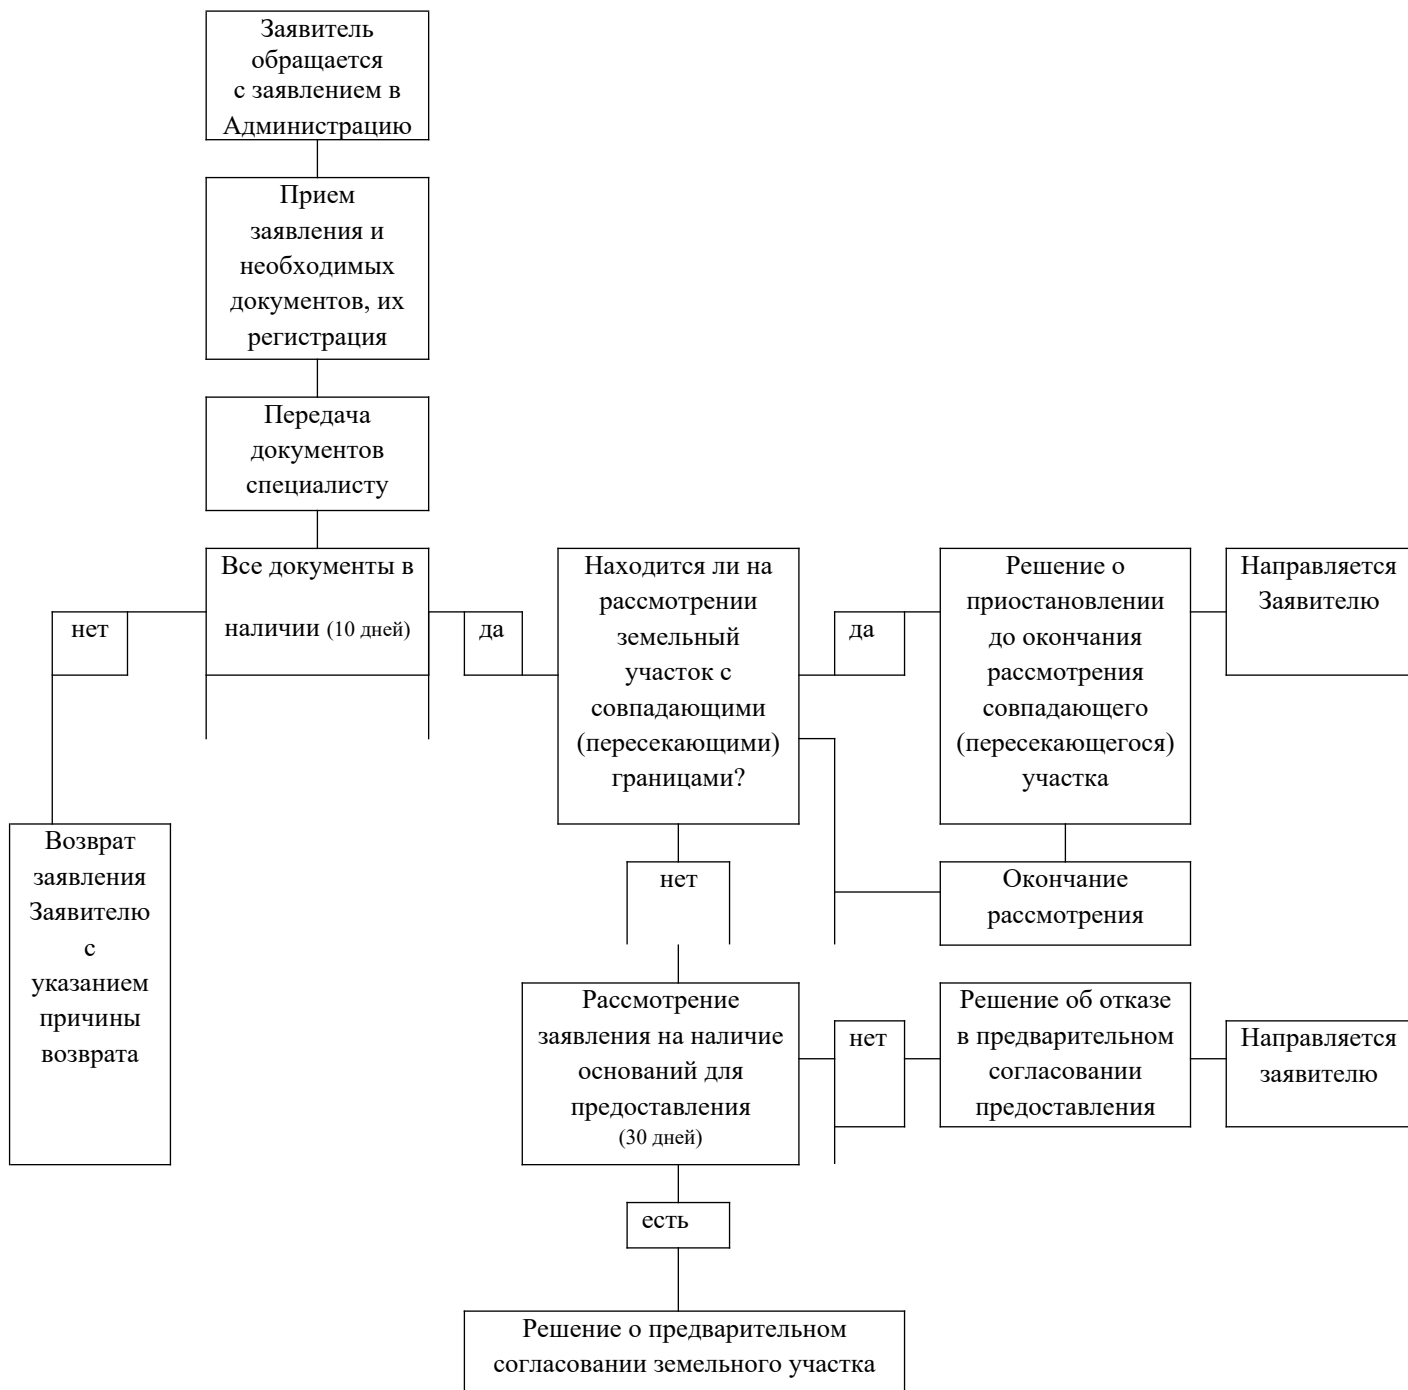 Заявитель
обращается
с заявлением в
Администрацию
Прием
заявления и
необходимых
документов, их
регистрация
Передача
документов
специалисту
Все документы в
наличии (10 дней)
нет
да
Находится ли на
рассмотрении
земельный
участок с
совпадающими
(пересекающими)
границами?
да
Решение о
приостановлении
до окончания
рассмотрения
совпадающего
(пересекающегося)
участка
Направляется
Заявителю
Возврат
заявления
Заявителю
с
указанием
причины
возврата
нет
Окончание
рассмотрения
Рассмотрение
заявления на наличие
оснований для
предоставления
(30 дней)
нет
Решение об отказе
в предварительном
согласовании
предоставления
Направляется
заявителю
есть
Решение о предварительном
согласовании земельного участка